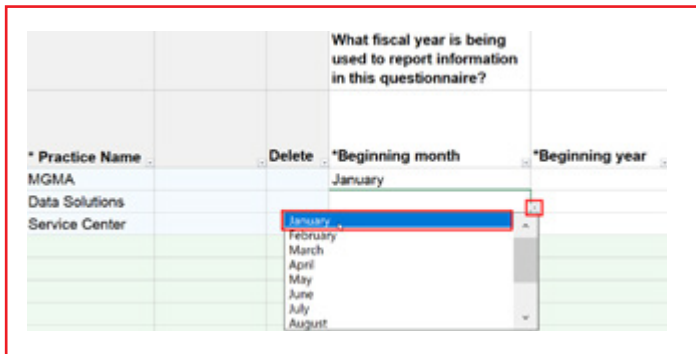 What fiscal year is being
used to report information
in this questionnaire?
* Practice Name Delete *Beginning month *Beginning year
MGMA January
Data Solutions
Service Center
January
February
March
April
May
June
July
August